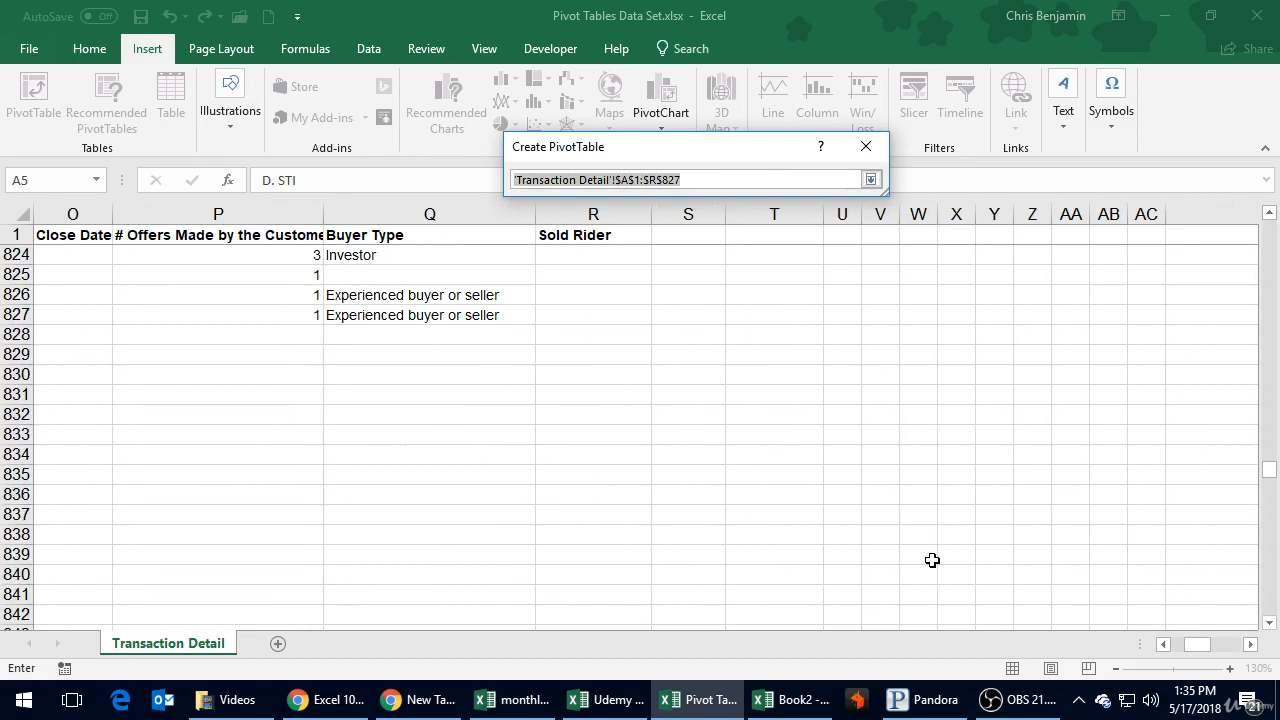 AutoSave Off
Pivot Tables Data Set.xlsx - Excel
Chris Benjamin
File Home Insert Page Layout Formulas Data Review View Developer Help Search Share
PivotTable
Recommended
PivotTables
Table
Tables
Illustrations
Store
My Add-ins
Add-ins
Recommended
Charts
Maps
PivotChart
3D
Map
Line
Column
Win/
Loss
Slicer
Timeline
Filters
Link
Links
Text
Symbols
Create PivotTable ?
'Transaction Detail'!$A$1:$R$827
A5 fx D. STI
O P Q R S T U V W X Y Z AA AB AC
1 Close Date # Offers Made by the Custome Buyer Type Sold Rider
824 3 Investor
825 1
826 1 Experienced buyer or seller
827 1 Experienced buyer or seller
828
829
830
831
832
833
834
835
836
837
838
839
840
841
842
Transaction Detail
Enter
130%
Videos Excel 10... New Ta... monthl... Udemy ... Pivot Ta... Book2 -... Pandora OBS 21....
1:35 PM
5/17/2018
21